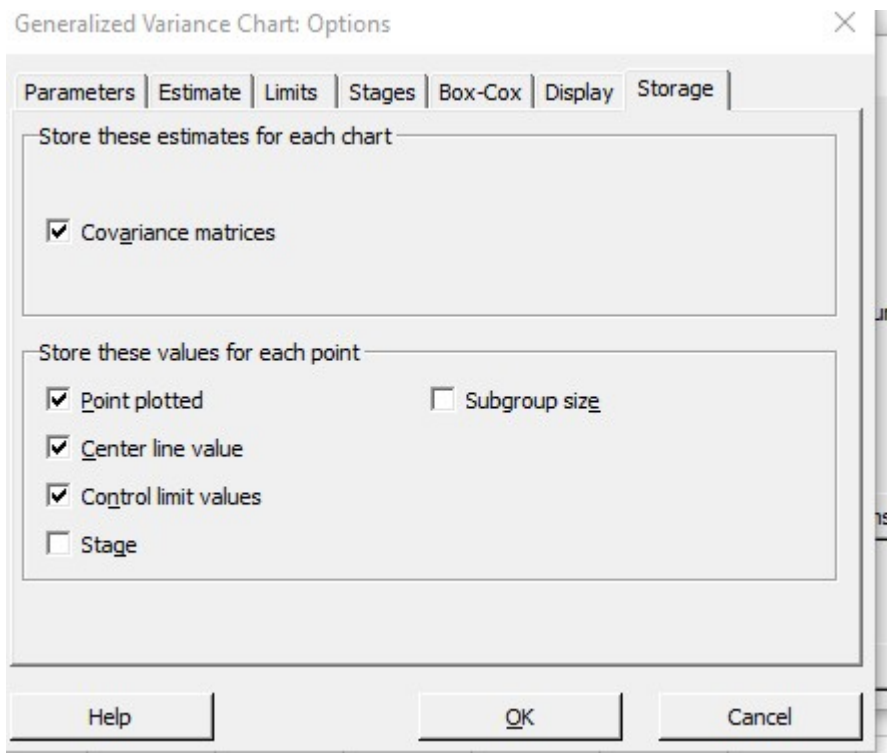 Generalized Variance Chart: Options
Parameters Estimate Limits Stages Box-Cox Display Storage
Store these estimates for each chart
Covariance matrices
Store these values for each point
Point plotted Subgroup size
Center line value
Control limit values
Stage
Help OK Cancel